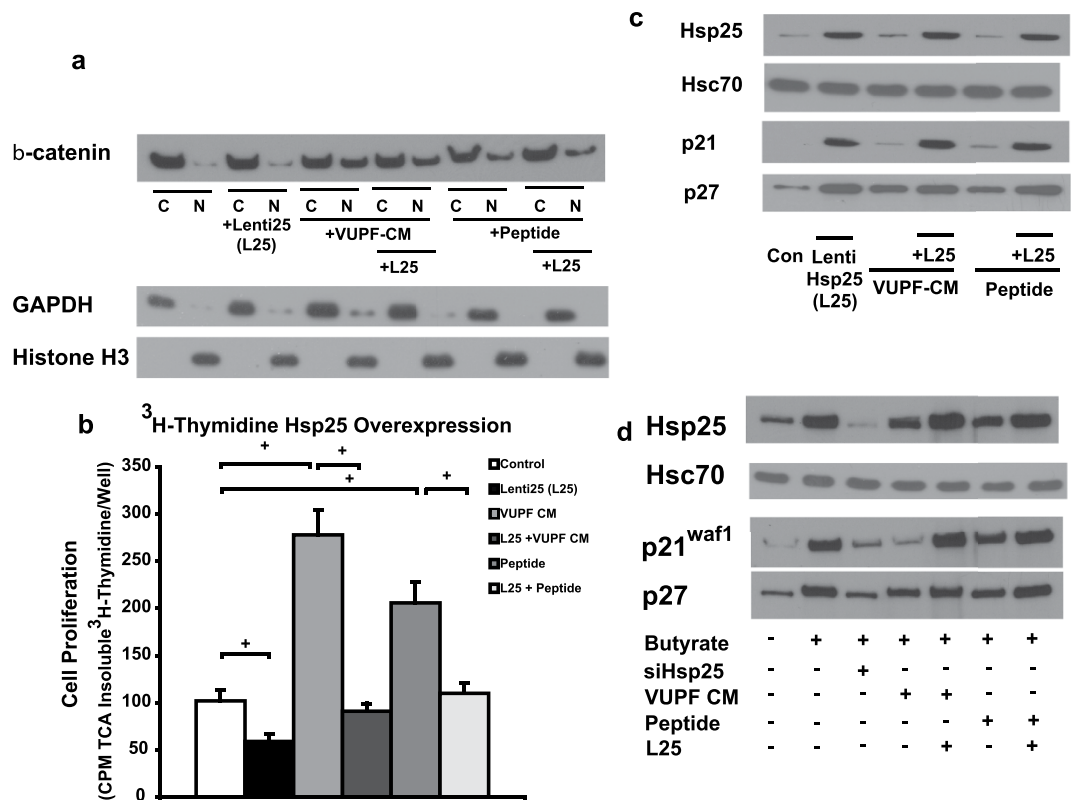 a
b-catenin
C N C N C N C N C N C N
+Lenti25
(L25)
+VUPF-CM
+Peptide
+L25
+L25
GAPDH
Histone H3
b
3H-Thymidine Hsp25 Overexpression
Cell Proliferation
(CPM TCA Insoluble3H-Thymidine/Well)
350
300
250
200
150
100
50
0
+
+
+
+
+
Control
Lenti25 (L25)
VUPF CM
L25 +VUPF CM
Peptide
L25 + Peptide
c
Hsp25
Hsc70
p21
p27
Con
Lenti
Hsp25
(L25)
+L25
VUPF-CM
+L25
Peptide
d
Hsp25
Hsc70
p21waf1
p27
Butyrate - + + + + + +
siHsp25 - - + - - - -
VUPF CM - - - + + - -
Peptide - - - - - + +
L25 - - - - + - +